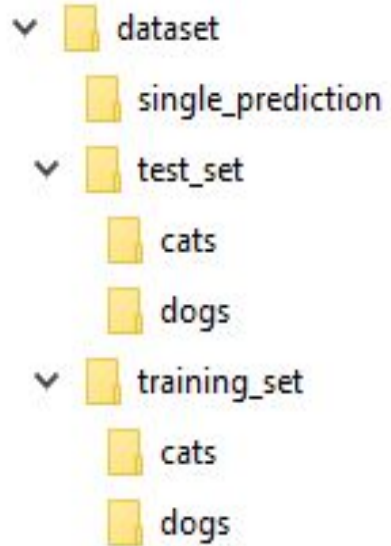 dataset
single_prediction
test_set
cats
dogs
training_set
cats
dogs